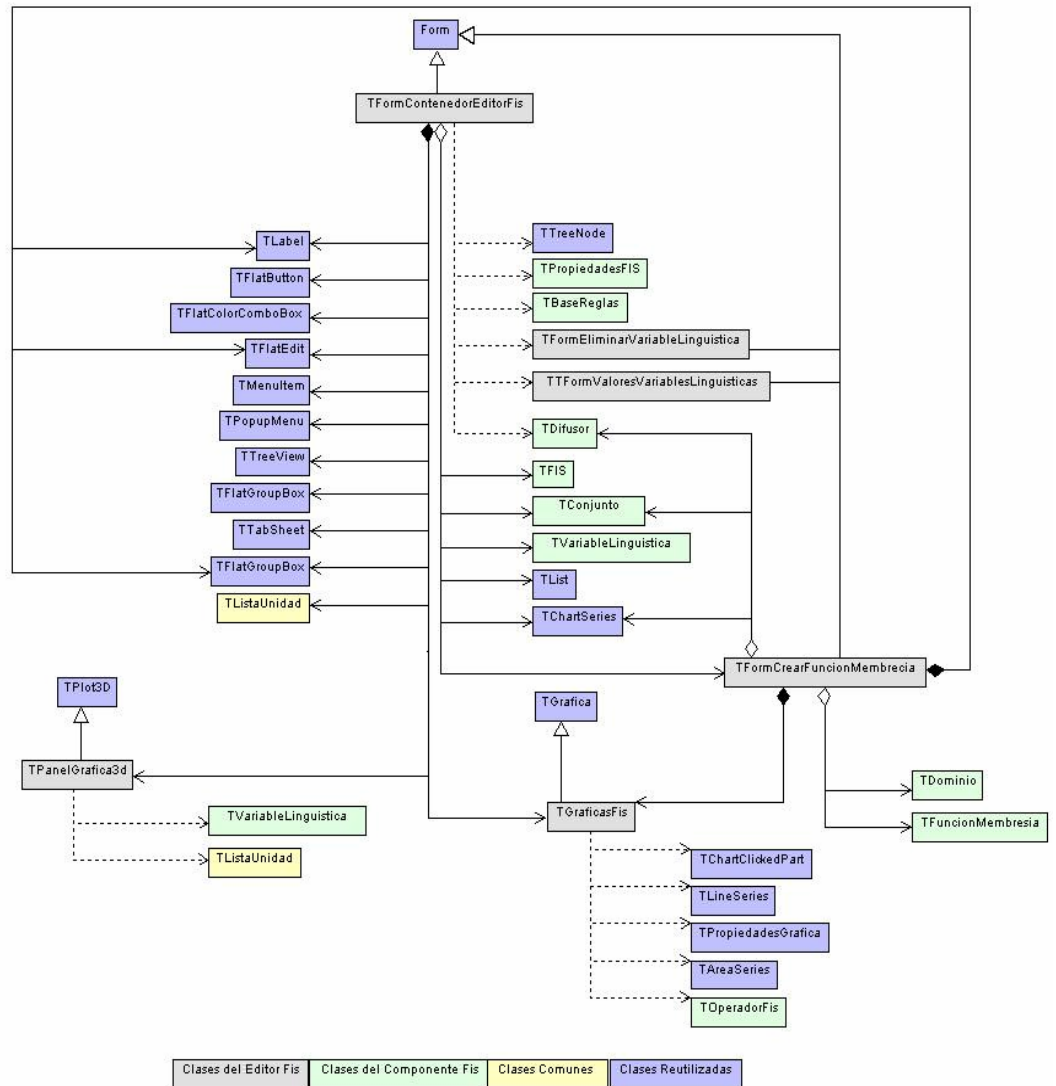 Form
TFormContenedorEditorFis
TLabel
TFlatButton
TFlatColorComboBox
TFlatEdit
TMenuItem
TPopupMenu
TTreeView
TFlatGroupBox
TTabSheet
TFlatGroupBox
TListaUnidad
TTreeNode
TPropiedadesFIS
TBaseReglas
TFormEliminarVariableLinguistica
TTFormValoresVariablesLinguisticas
TDifusor
TFIS
TConjunto
TVariableLinguistica
TList
TChartSeries
TFormCrearFuncionMembrecia
TPlot3D
TGrafica
TPanelGrafica3d
TGraficasFis
TDominio
TFuncionMembresia
TVariableLinguistica
TListaUnidad
TChartClickedPart
TLineSeries
TPropiedadesGrafica
TAreaSeries
TOperadorFis
Clases del Editor Fis
Clases del Componente Fis
Clases Comunes
Clases Reutilizadas